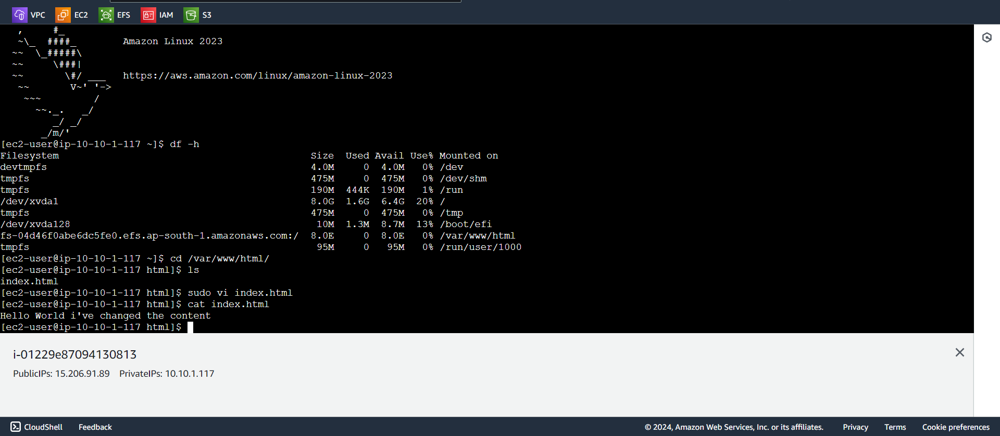 VPC EC2 EFS IAM S3
   ,     #_
   ~\_  ####_        Amazon Linux 2023
  ~~  \_#####\
  ~~     \###|
  ~~       \#/ ___   https://aws.amazon.com/linux/amazon-linux-2023
   ~~       V~' '->
    ~~~         /
      ~~._.   _/
         _/ _/
       _/m/'
[ec2-user@ip-10-10-1-117 ~]$ df -h
Filesystem                                           Size  Used Avail Use% Mounted on
devtmpfs                                             4.0M     0  4.0M   0% /dev
tmpfs                                                475M     0  475M   0% /dev/shm
tmpfs                                                190M  444K  190M   1% /run
/dev/xvda1                                           8.0G  1.6G  6.4G  20% /
tmpfs                                                475M     0  475M   0% /tmp
/dev/xvda128                                          10M  1.3M  8.7M  13% /boot/efi
fs-04d46f0abe6dc5fe0.efs.ap-south-1.amazonaws.com:/  8.0E     0  8.0E   0% /var/www/html
tmpfs                                                 95M     0   95M   0% /run/user/1000
[ec2-user@ip-10-10-1-117 ~]$ cd /var/www/html/
[ec2-user@ip-10-10-1-117 html]$ ls
index.html
[ec2-user@ip-10-10-1-117 html]$ sudo vi index.html
[ec2-user@ip-10-10-1-117 html]$ cat index.html
Hello World i've changed the content
[ec2-user@ip-10-10-1-117 html]$
i-01229e87094130813
PublicIPs: 15.206.91.89 PrivateIPs: 10.10.1.117
CloudShell Feedback © 2024, Amazon Web Services, Inc. or its affiliates. Privacy Terms Cookie preferences